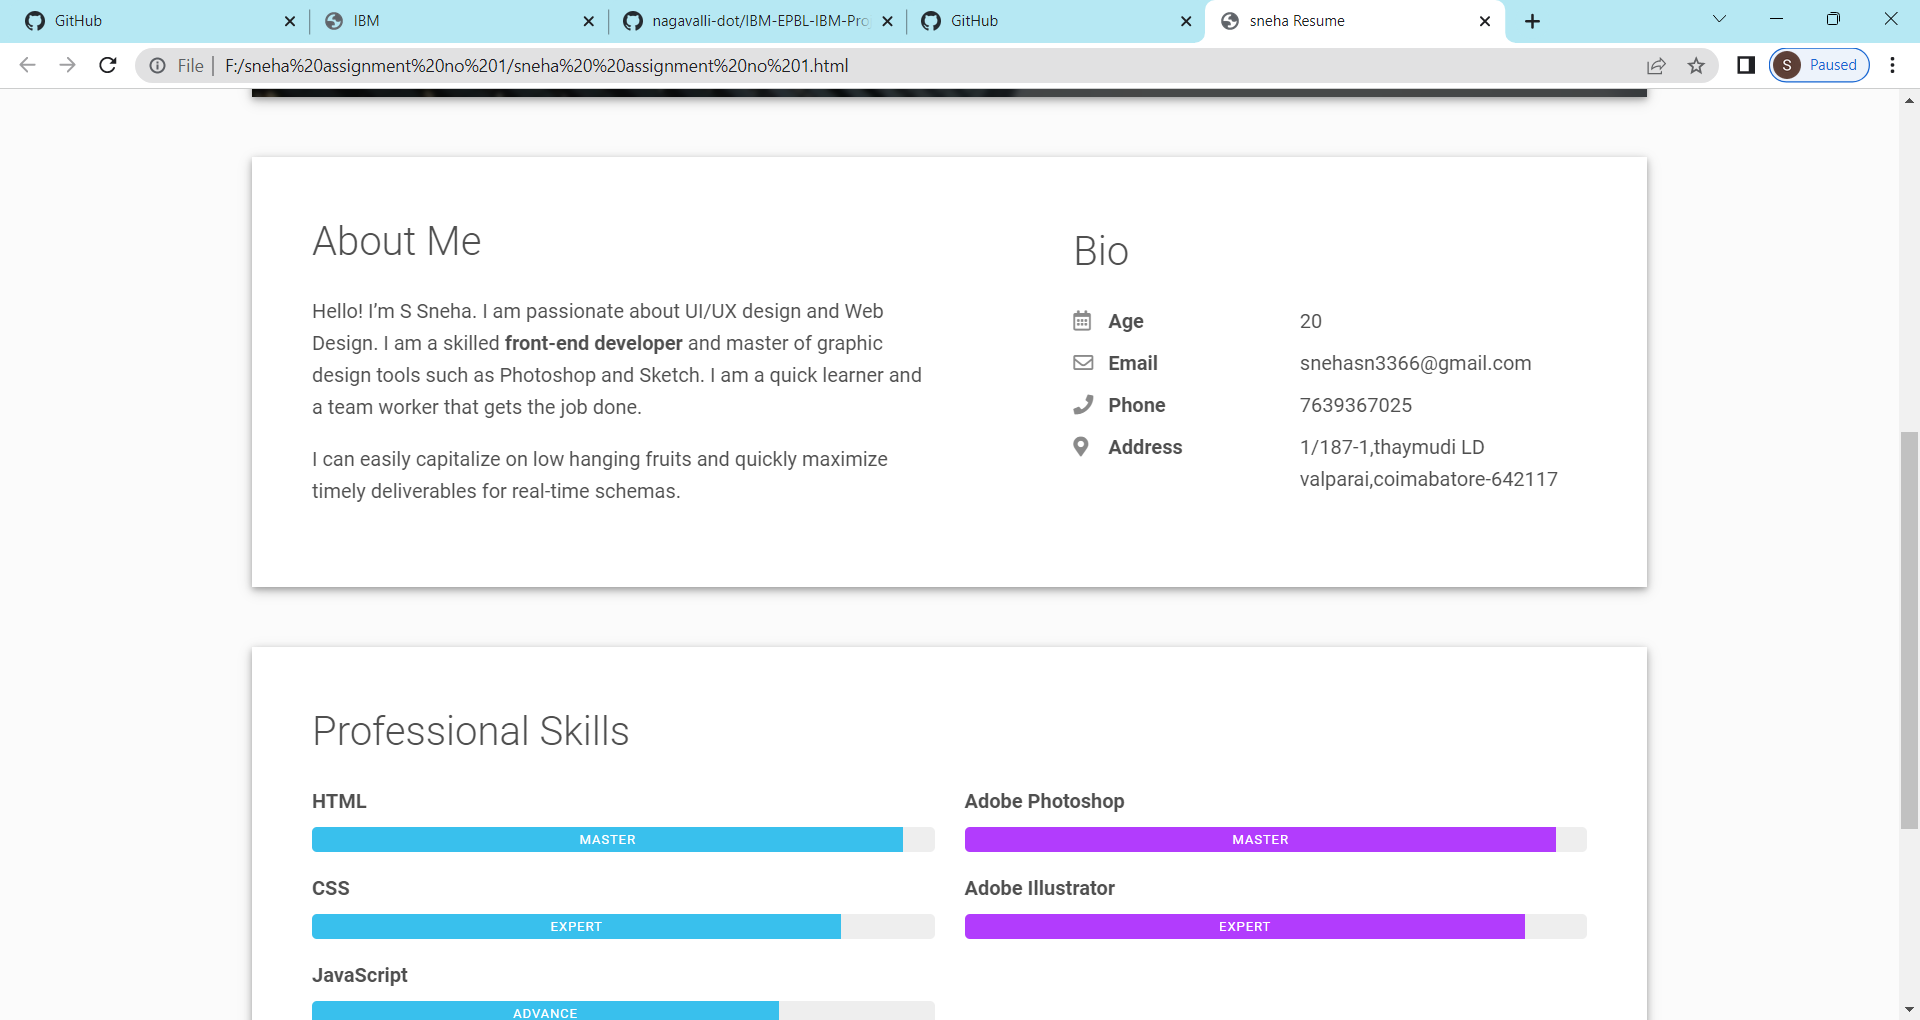 GitHub
IBM
nagavalli-dot/IBM-EPBL-IBM-Pro
GitHub
sneha Resume
File
F:/sneha%20assignment%20no%201/sneha%20%20assignment%20no%201.html
S
Paused
About Me
Hello! I’m S Sneha. I am passionate about UI/UX design and Web
Design. I am a skilled front-end developer and master of graphic
design tools such as Photoshop and Sketch. I am a quick learner and
a team worker that gets the job done.
I can easily capitalize on low hanging fruits and quickly maximize
timely deliverables for real-time schemas.
Bio
Age 20
Email snehasn3366@gmail.com
Phone 7639367025
Address 1/187-1,thaymudi LD
valparai,coimabatore-642117
Professional Skills
HTML
MASTER
CSS
EXPERT
JavaScript
ADVANCE
Adobe Photoshop
MASTER
Adobe Illustrator
EXPERT